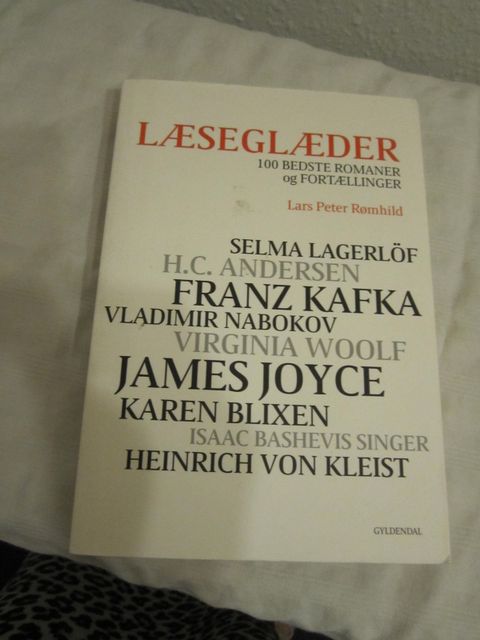 LÆSEGLÆDER
100 BEDSTE ROMANER
og FORTÆLLINGER
Lars Peter Rømhild
SELMA LAGERLÖF
H.C. ANDERSEN
FRANZ KAFKA
VLADIMIR NABOKOV
VIRGINIA WOOLF
JAMES JOYCE
KAREN BLIXEN
ISAAC BASHEVIS SINGER
HEINRICH VON KLEIST
GYLDENDAL